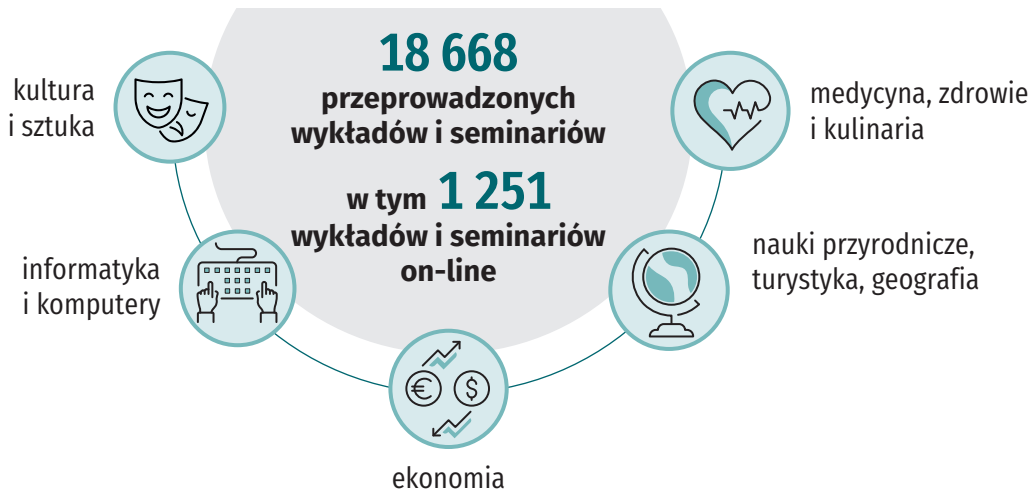 18 668
przeprowadzonych
wykładów i seminariów
w tym 1 251
wykładów i seminariów
on-line
kultura
i sztuka
informatyka
i komputery
ekonomia
nauki przyrodnicze,
turystyka, geografia
medycyna, zdrowie
i kulinaria
€
$